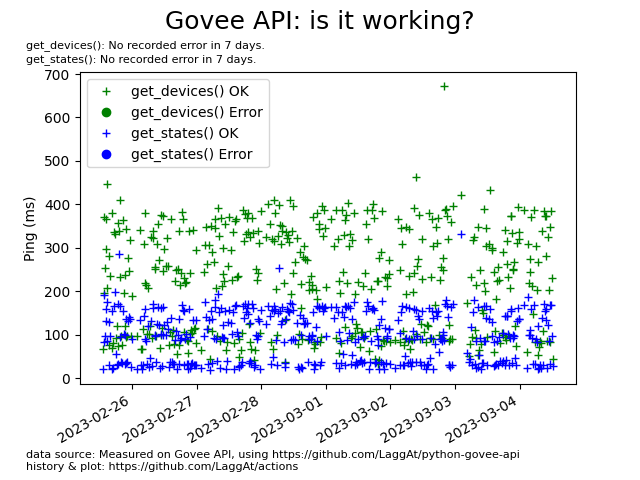 Govee API: is it working?
get_devices(): No recorded error in 7 days.
get_states(): No recorded error in 7 days.
get_devices() OK
get_devices() Error
get_states() OK
get_states() Error
Ping (ms)
700
600
500
400
300
200
100
0
2023-02-26
2023-02-27
2023-02-28
2023-03-01
2023-03-02
2023-03-03
2023-03-04
data source: Measured on Govee API, using https://github.com/LaggAt/python-govee-api
history & plot: https://github.com/LaggAt/actions